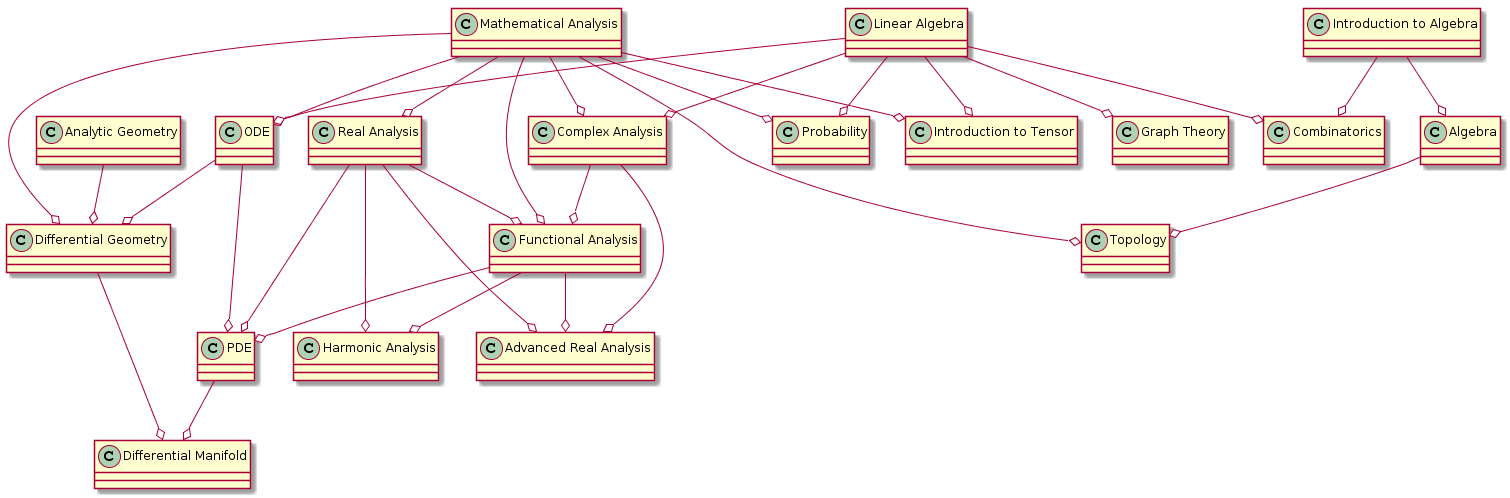 C Mathematical Analysis
C Linear Algebra
C Introduction to Algebra
C Analytic Geometry
C ODE
C Real Analysis
C Complex Analysis
C Probability
C Introduction to Tensor
C Graph Theory
C Combinatorics
C Algebra
C Differential Geometry
C Functional Analysis
C Topology
C PDE
C Harmonic Analysis
C Advanced Real Analysis
C Differential Manifold